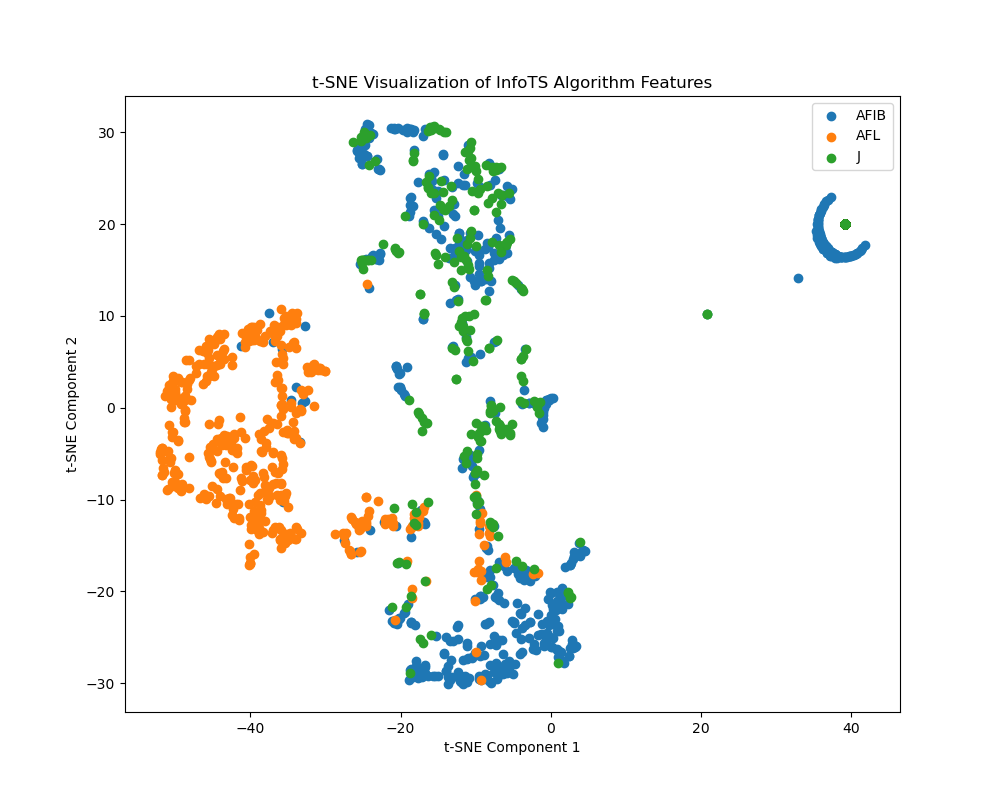 t-SNE Visualization of InfoTS Algorithm Features
AFIB
AFL
J
t-SNE Component 2
30
20
10
0
−10
−20
−30
−40
−20
0
20
40
t-SNE Component 1